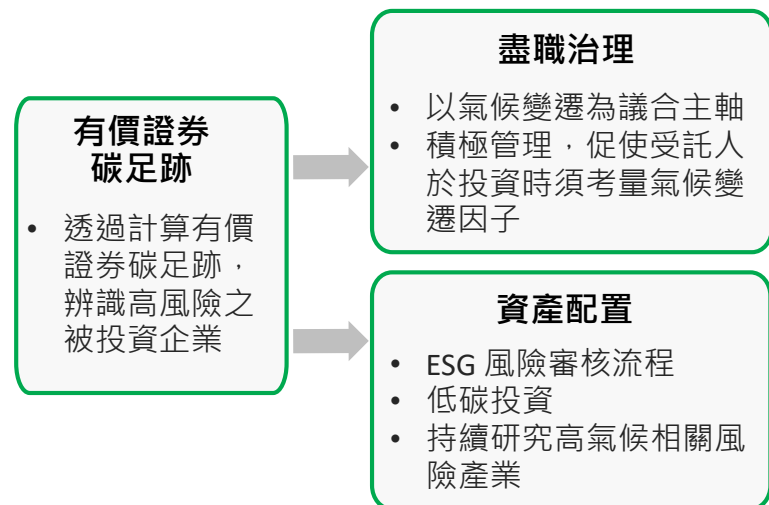 有價證券
碳足跡
• 透過計算有價
證券碳足跡，
辨識高風險之
被投資企業
盡職治理
• 以氣候變遷為議合主軸
• 積極管理，促使受託人
於投資時須考量氣候變
遷因子
資產配置
• ESG 風險審核流程
• 低碳投資
• 持續研究高氣候相關風
險產業